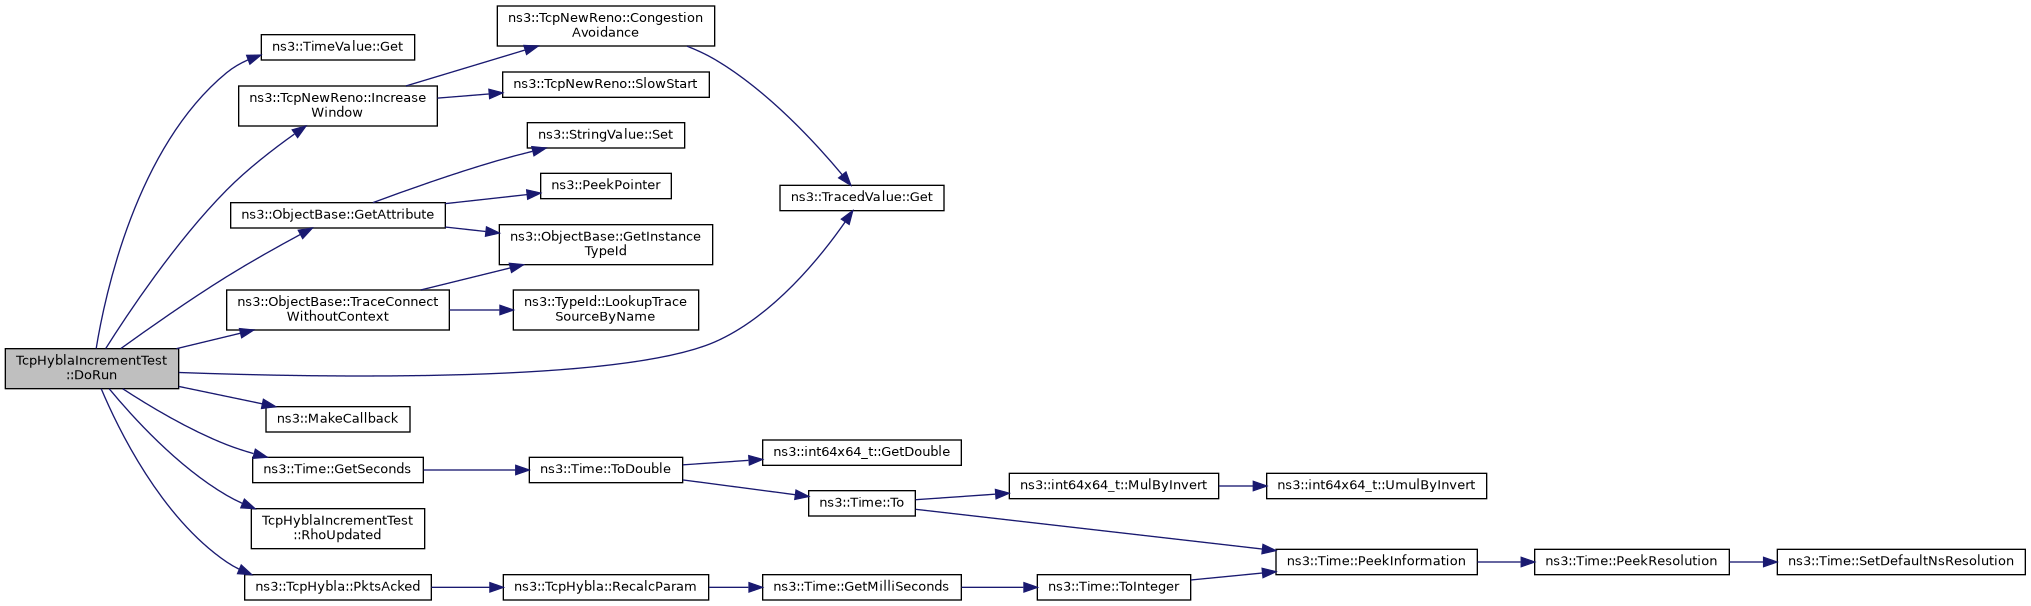 TcpHyblaIncrementTest
::DoRun
ns3::TimeValue::Get
ns3::TcpNewReno::Increase
Window
ns3::TcpNewReno::Congestion
Avoidance
ns3::TcpNewReno::SlowStart
ns3::StringValue::Set
ns3::PeekPointer
ns3::ObjectBase::GetAttribute
ns3::ObjectBase::GetInstance
TypeId
ns3::ObjectBase::TraceConnect
WithoutContext
ns3::TypeId::LookupTrace
SourceByName
ns3::TracedValue::Get
ns3::MakeCallback
ns3::Time::GetSeconds
ns3::Time::ToDouble
ns3::int64x64_t::GetDouble
ns3::Time::To
ns3::int64x64_t::MulByInvert
ns3::int64x64_t::UmulByInvert
TcpHyblaIncrementTest
::RhoUpdated
ns3::TcpHybla::PktsAcked
ns3::TcpHybla::RecalcParam
ns3::Time::GetMilliSeconds
ns3::Time::ToInteger
ns3::Time::PeekInformation
ns3::Time::PeekResolution
ns3::Time::SetDefaultNsResolution